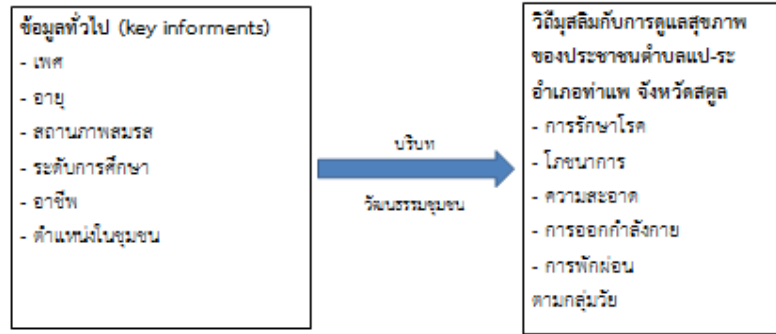 ข้อมูลทั่วไป (key informents)
- เพศ
- อายุ
- สถานภาพสมรส
- ระดับการศึกษา
- อาชีพ
- ตำแหน่งในชุมชน
บริบท
วัฒนธรรมชุมชน
วิถีมุสลิมกับการดูแลสุขภาพ
ของประชาชนตำบลแป-ระ
อำเภอท่าแพ จังหวัดสตูล
- การรักษาโรค
- โภชนาการ
- ความสะอาด
- การออกกำลังกาย
- การพักผ่อน
ตามกลุ่มวัย